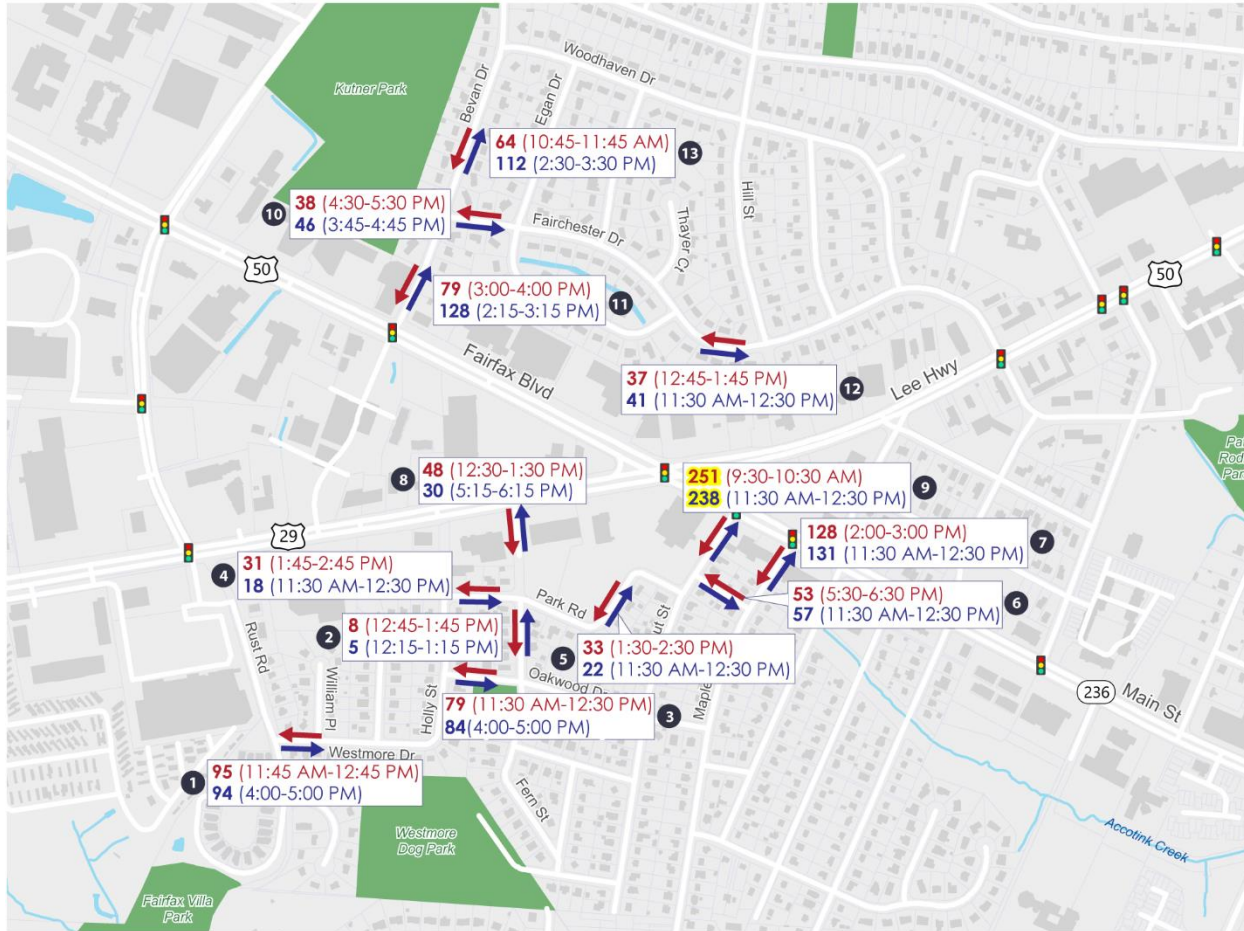 Woodhaven Dr
Kutner Park
Bevan Dr
Egan Dr
64 (10:45-11:45 AM)
112 (2:30-3:30 PM)
13
Hill St
38 (4:30-5:30 PM)
46 (3:45-4:45 PM)
10
Fairchester Dr
Thayer Ct
50
50
79 (3:00-4:00 PM)
128 (2:15-3:15 PM)
11
Fairfax Blvd
37 (12:45-1:45 PM)
41 (11:30 AM-12:30 PM)
12
Lee Hwy
48 (12:30-1:30 PM)
30 (5:15-6:15 PM)
8
251 (9:30-10:30 AM)
238 (11:30 AM-12:30 PM)
9
29
128 (2:00-3:00 PM)
131 (11:30 AM-12:30 PM)
7
31 (1:45-2:45 PM)
18 (11:30 AM-12:30 PM)
4
Park Rd
53 (5:30-6:30 PM)
57 (11:30 AM-12:30 PM)
6
8 (12:45-1:45 PM)
5 (12:15-1:15 PM)
2
33 (1:30-2:30 PM)
22 (11:30 AM-12:30 PM)
5
ut St
Maple
Rust Rd
William Pl
Holly St
Oakwood Dr
79 (11:30 AM-12:30 PM)
84(4:00-5:00 PM)
3
236
Main St
Westmore Dr
95 (11:45 AM-12:45 PM)
94 (4:00-5:00 PM)
1
Fern St
Westmore
Dog Park
Accotink Creek
Fairfax Villa
Park